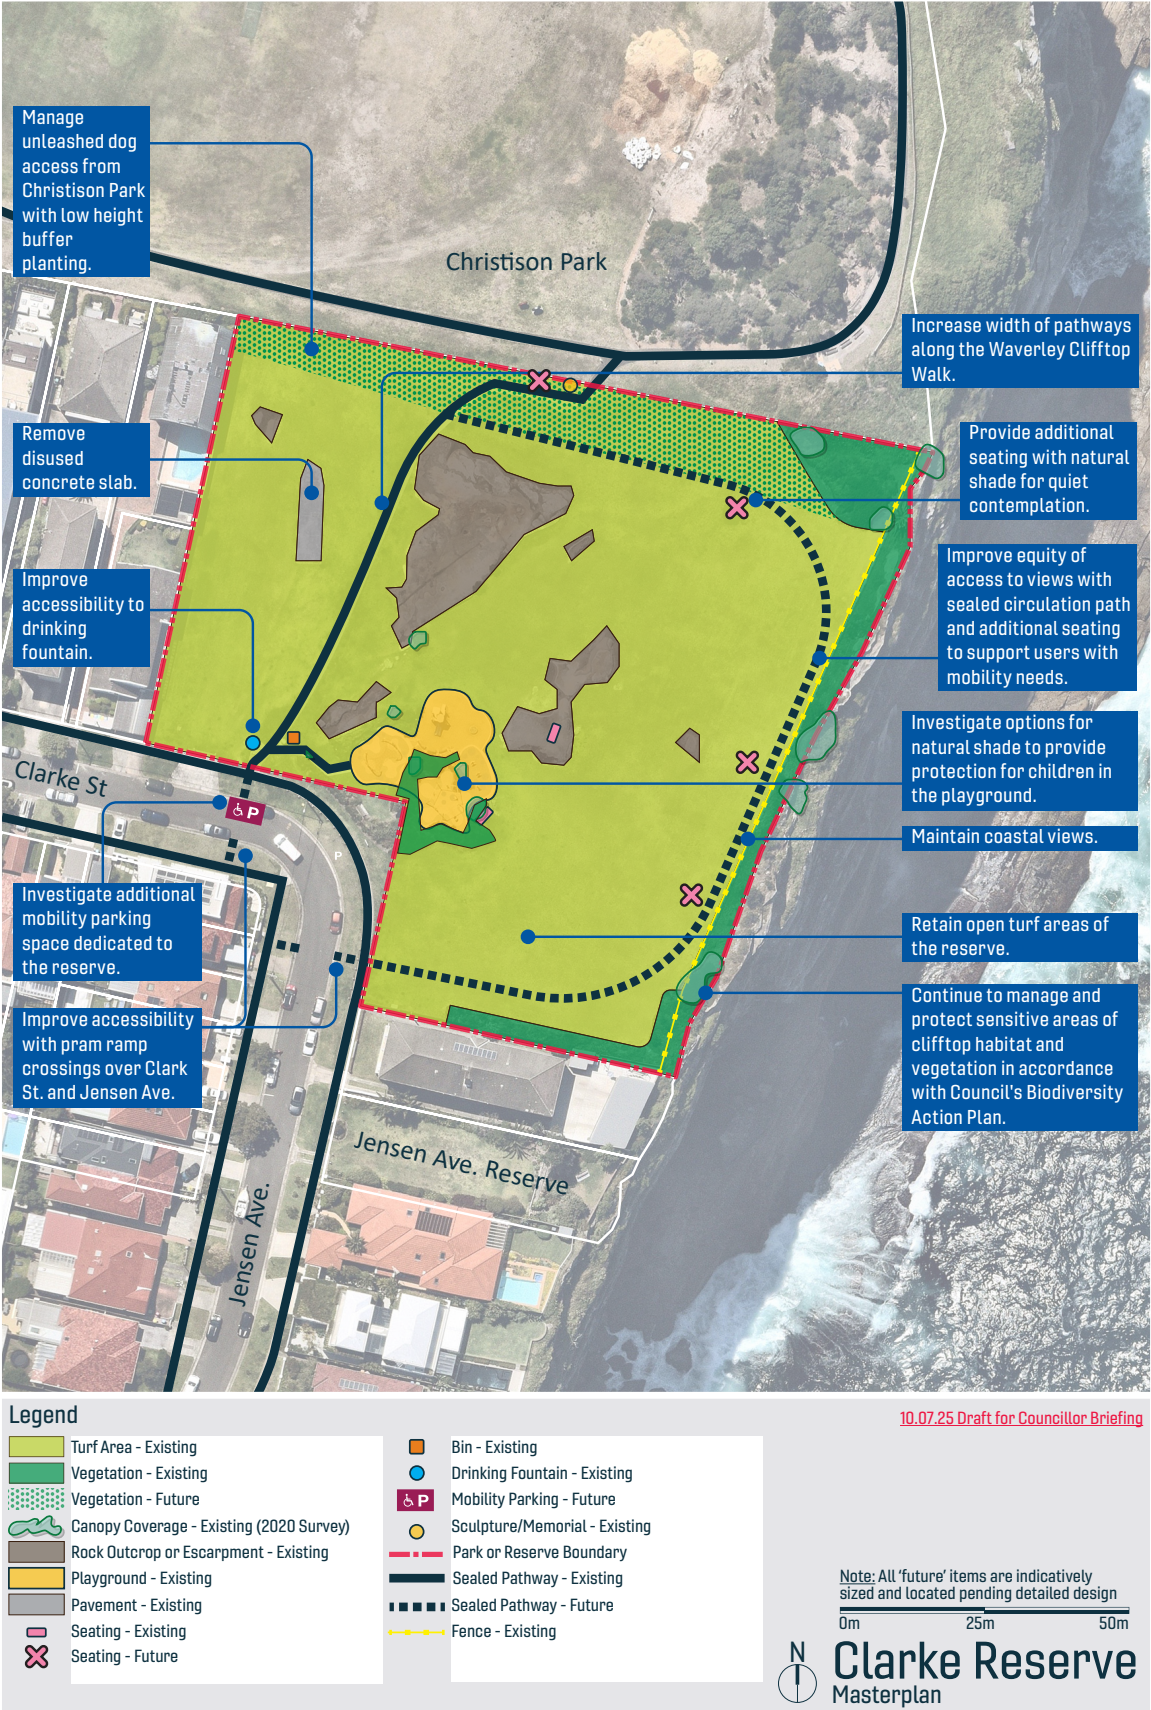 Manage
unleashed dog
access from
Christison Park
with low height
buffer
planting.
Christison Park
Increase width of pathways
along the Waverley Clifftop
Walk.
Remove
disused
concrete slab.
Provide additional
seating with natural
shade for quiet
contemplation.
Improve equity of
access to views with
sealed circulation path
and additional seating
to support users with
mobility needs.
Improve
accessibility to
drinking
fountain.
Investigate options for
natural shade to provide
protection for children in
the playground.
Clarke St
P
P
Maintain coastal views.
Investigate additional
mobility parking
space dedicated to
the reserve.
Retain open turf areas of
the reserve.
Continue to manage and
protect sensitive areas of
clifftop habitat and
vegetation in accordance
with Council's Biodiversity
Action Plan.
Improve accessibility
with pram ramp
crossings over Clark
St. and Jensen Ave.
Jensen Ave. Reserve
Jensen Ave.
Legend
10.07.25 Draft for Councillor Briefing
Turf Area - Existing
Vegetation - Existing
Vegetation - Future
Canopy Coverage - Existing (2020 Survey)
Rock Outcrop or Escarpment - Existing
Playground - Existing
Pavement - Existing
Seating - Existing
Seating - Future
Bin - Existing
Drinking Fountain - Existing
P
Mobility Parking - Future
Sculpture/Memorial - Existing
Park or Reserve Boundary
Sealed Pathway - Existing
Sealed Pathway - Future
Fence - Existing
Note: All 'future' items are indicatively
sized and located pending detailed design
0m 25m 50m
N
Clarke Reserve
Masterplan